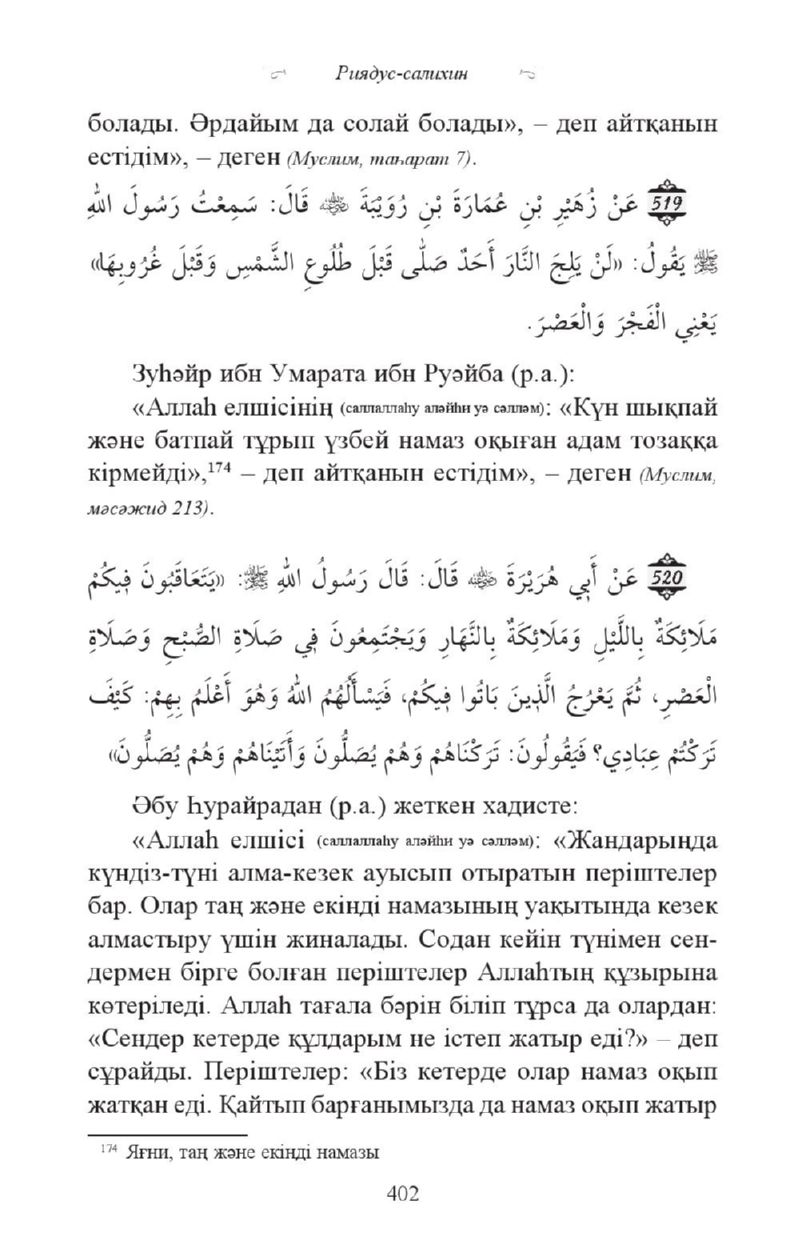 Риядус-салихин
болады. Әрдайым да солай болады», – деп айтқанын
естідім», – деген (Муслим, таһарат 7).
519 عَنْ زُهَيْرِ بْنِ عُمَارَةَ بْنِ رُوَيْبَةَ ﷺ قَالَ: سَمِعْتُ رَسُولَ اللهِ
ﷺ يَقُولُ: «لَنْ يَلِجَ النَّارَ أَحَدٌ صَلَّى قَبْلَ طُلُوعِ الشَّمْسِ وَقَبْلَ غُرُوبِهَا»
يَعْنِي الْفَجْرَ وَالْعَصْرَ.
Зуһәйр ибн Умарата ибн Руәйба (р.а.):
«Аллаһ елшісінің (саллаллаһу аләйһи уә сәлләм): «Күн шықпай
және батпай тұрып үзбей намаз оқыған адам тозаққа
кірмейді»,174 – деп айтқанын естідім», – деген (Муслим,
мәсәжид 213).
520 عَنْ أَبِي هُرَيْرَةَ ﷺ قَالَ: قَالَ رَسُولُ اللهِ ﷺ: «يَتَعَاقَبُونَ فِيكُمْ
مَلَائِكَةٌ بِاللَّيْلِ وَمَلَائِكَةٌ بِالنَّهَارِ وَيَجْتَمِعُونَ فِي صَلَاةِ الصُّبْحِ وَصَلَاةِ
الْعَصْرِ، ثُمَّ يَعْرُجُ الَّذِينَ بَاتُوا فِيكُمْ، فَيَسْأَلُهُمُ اللهُ وَهُوَ أَعْلَمُ بِهِمْ: كَيْفَ
تَرَكْتُمْ عِبَادِي؟ فَيَقُولُونَ: تَرَكْنَاهُمْ وَهُمْ يُصَلُّونَ وَأَتَيْنَاهُمْ وَهُمْ يُصَلُّونَ»
Әбу Һурайрадан (р.а.) жеткен хадисте:
«Аллаһ елшісі (саллаллаһу аләйһи уә сәлләм): «Жандарыңда
күндіз-түні алма-кезек ауысып отыратын періштелер
бар. Олар таң және екінді намазының уақытында кезек
алмастыру үшін жиналады. Содан кейін түнімен сен-
дермен бірге болған періштелер Аллаһтың құзырына
көтеріледі. Аллаһ тағала бәрін біліп тұрса да олардан:
«Сендер кетерде құлдарым не істеп жатыр еді?» – деп
сұрайды. Періштелер: «Біз кетерде олар намаз оқып
жатқан еді. Қайтып барғанымызда да намаз оқып жатыр
174 Яғни, таң және екінді намазы
402